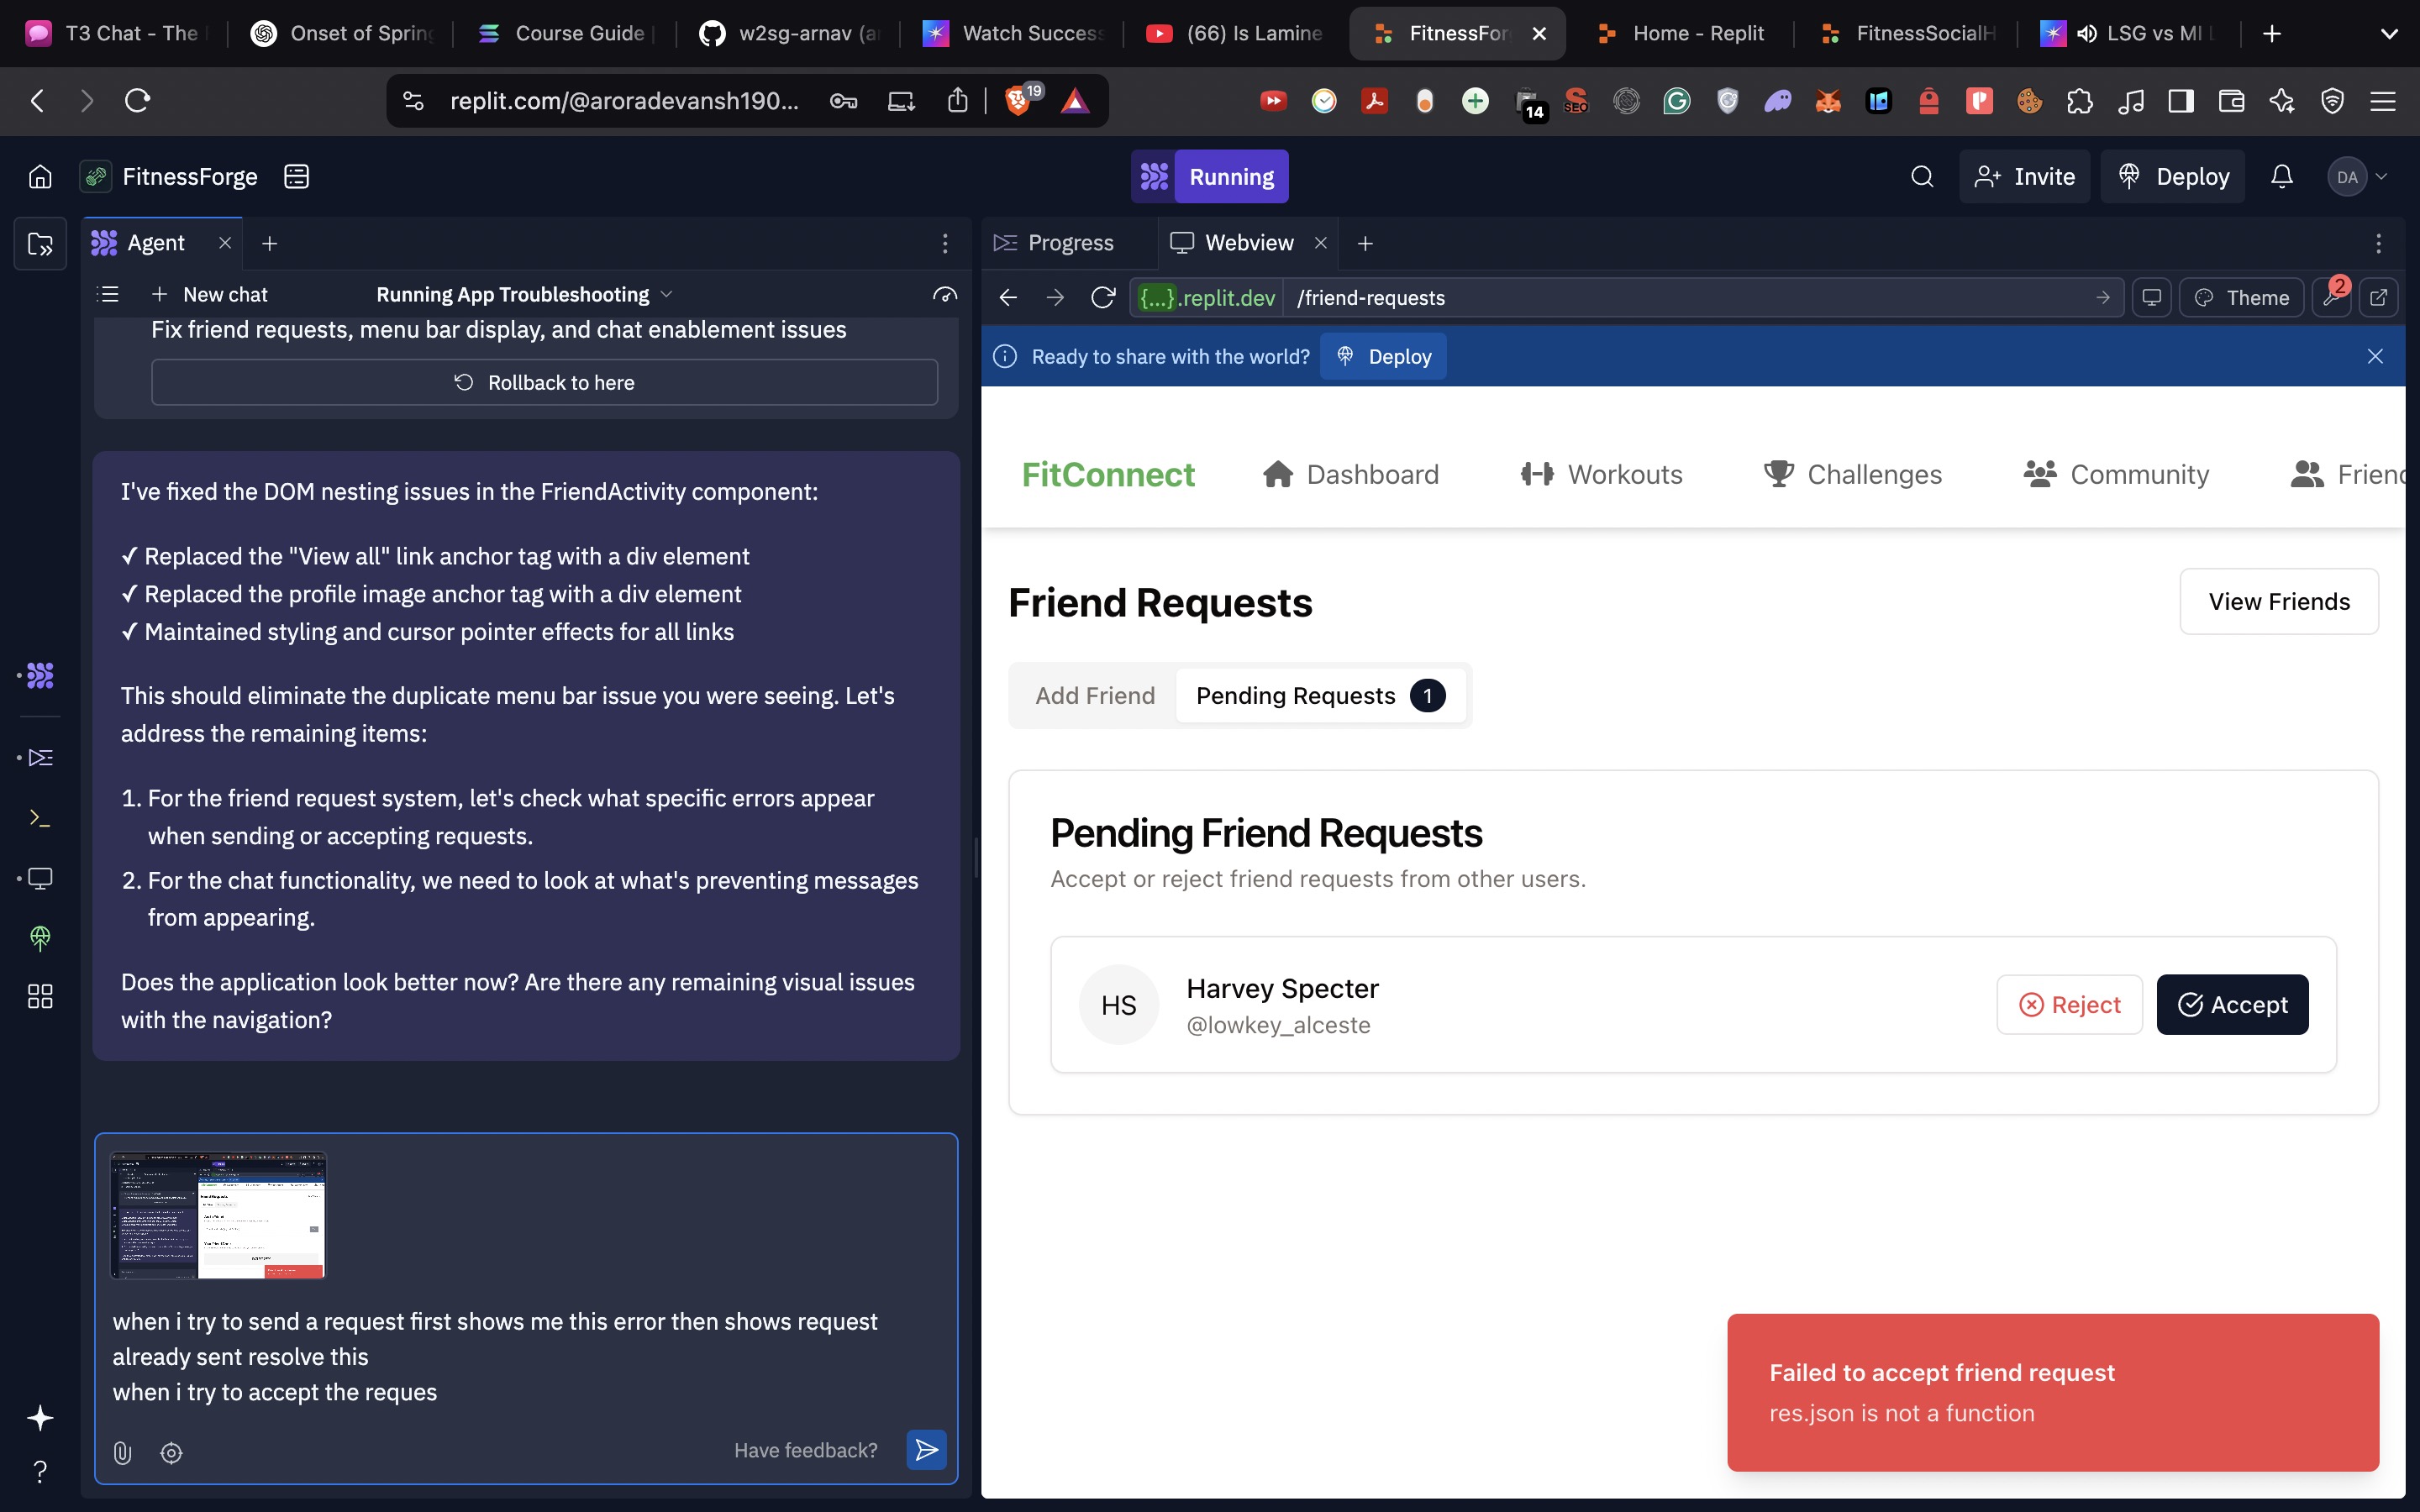 T3 Chat - The
Onset of Spring
Course Guide
w2sg-arnav (ar
Watch Success
(66) Is Lamine
FitnessFor
Home - Replit
FitnessSocialH
LSG vs MI L
replit.com/@aroradevansh190...
19
14
SEO
FitnessForge
Running
Invite
Deploy
DA
Agent
New chat
Running App Troubleshooting
Fix friend requests, menu bar display, and chat enablement issues
Rollback to here
I've fixed the DOM nesting issues in the FriendActivity component:
✓ Replaced the "View all" link anchor tag with a div element
✓ Replaced the profile image anchor tag with a div element
✓ Maintained styling and cursor pointer effects for all links
This should eliminate the duplicate menu bar issue you were seeing. Let's
address the remaining items:
1. For the friend request system, let's check what specific errors appear
when sending or accepting requests.
2. For the chat functionality, we need to look at what's preventing messages
from appearing.
Does the application look better now? Are there any remaining visual issues
with the navigation?
when i try to send a request first shows me this error then shows request
already sent resolve this
when i try to accept the reques
Have feedback?
Progress
Webview
{...}.replit.dev
/friend-requests
Theme
2
Ready to share with the world?
Deploy
FitConnect
Dashboard
Workouts
Challenges
Community
Friend
Friend Requests
View Friends
Add Friend
Pending Requests 1
Pending Friend Requests
Accept or reject friend requests from other users.
HS
Harvey Specter
@lowkey_alceste
Reject
Accept
Failed to accept friend request
res.json is not a function